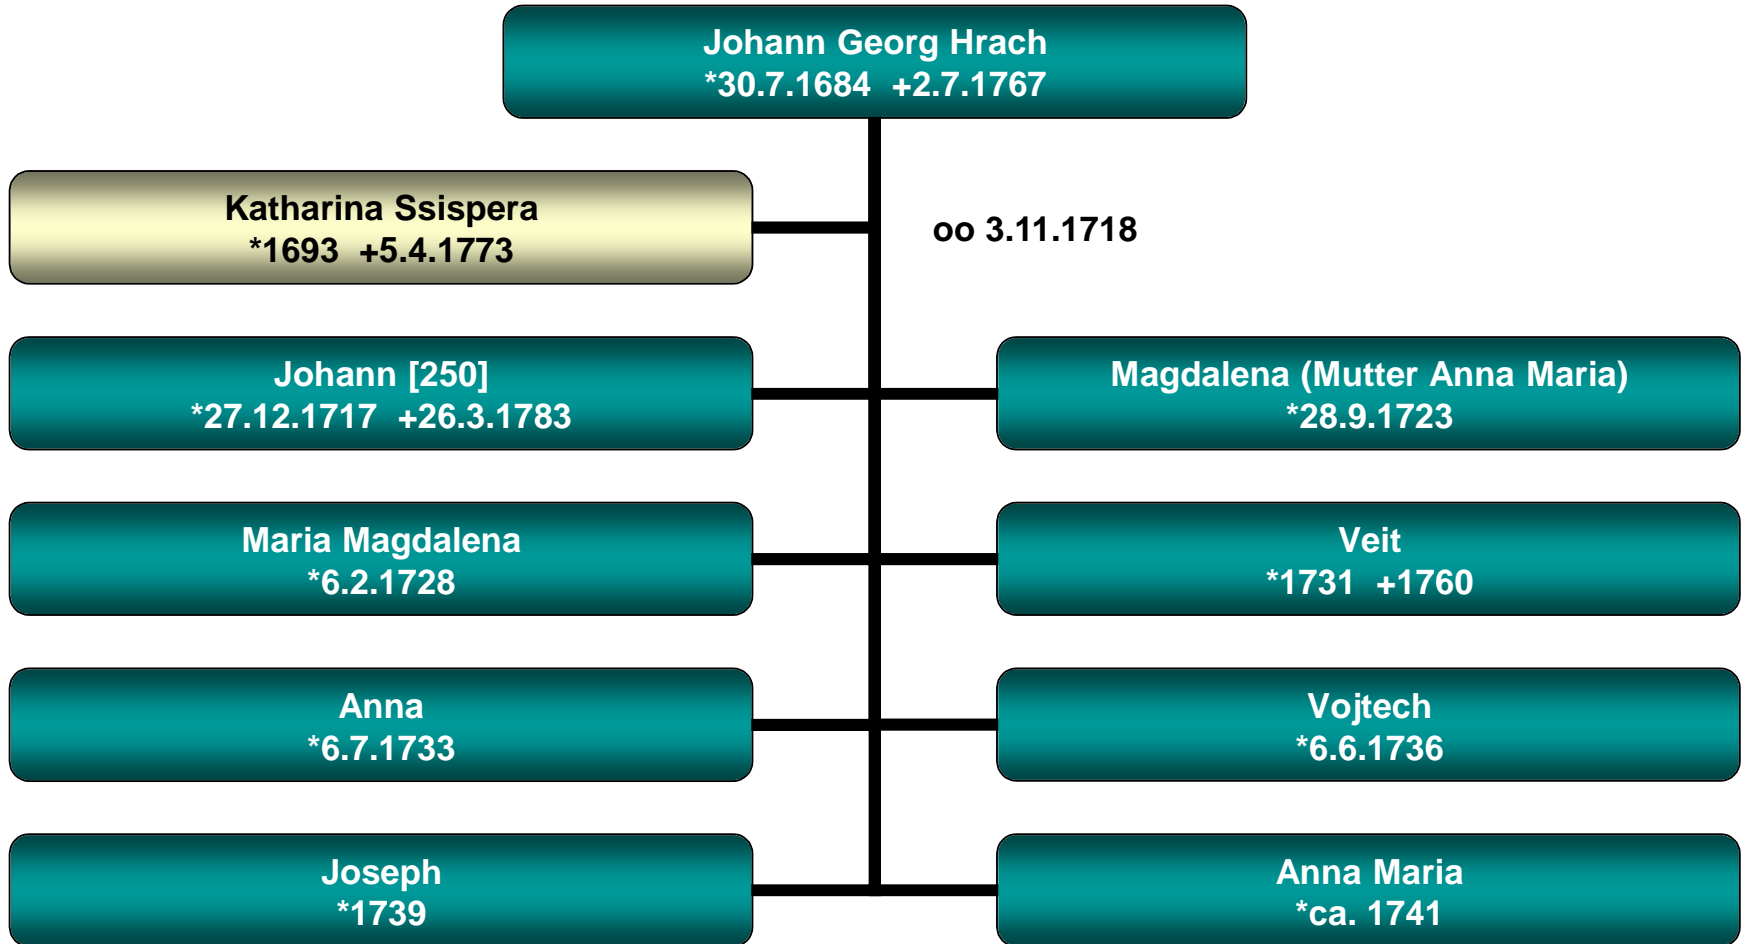 Johann Georg Hrach
*30.7.1684 +2.7.1767
Katharina Ssispera
*1693 +5.4.1773
oo 3.11.1718
Johann [250]
*27.12.1717 +26.3.1783
Magdalena (Mutter Anna Maria)
*28.9.1723
Maria Magdalena
*6.2.1728
Veit
*1731 +1760
Anna
*6.7.1733
Vojtech
*6.6.1736
Joseph
*1739
Anna Maria
*ca. 1741